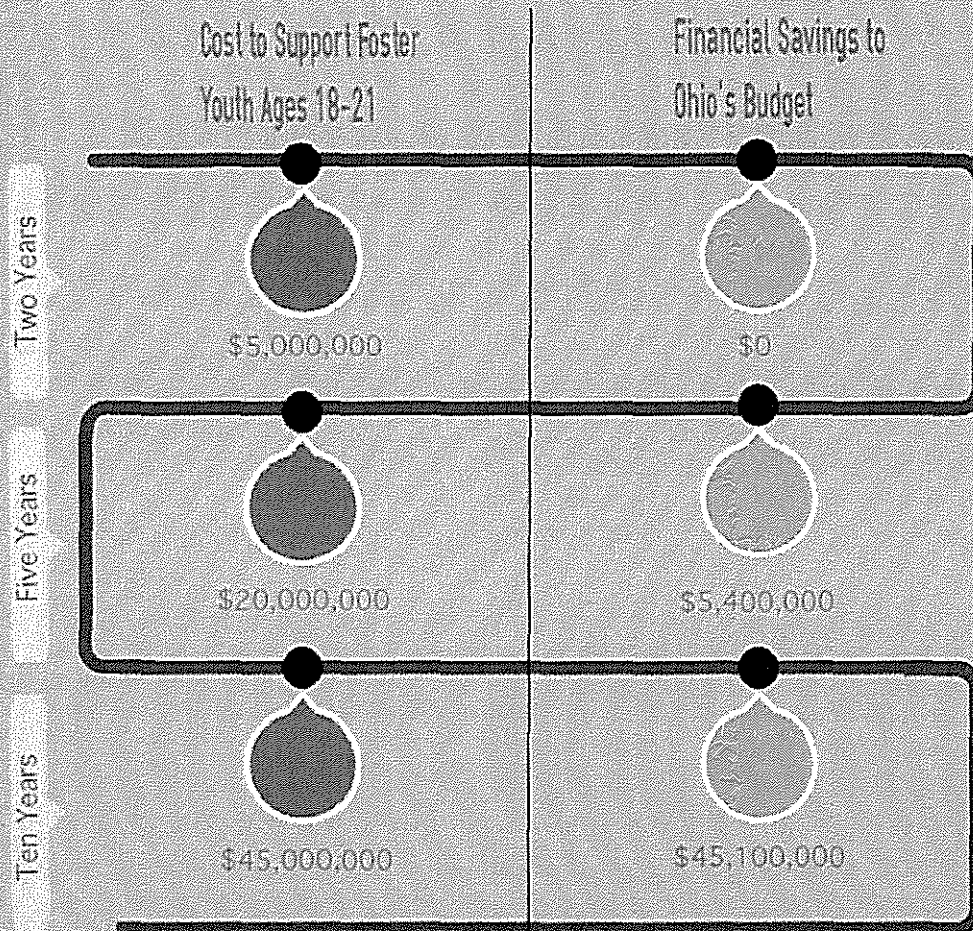 Cost to Support Foster
Youth Ages 18-21
Financial Savings to
Ohio's Budget
Two Years
$5,000,000
$0
Five Years
$20,000,000
$5,400,000
Ten Years
$45,000,000
$45,100,000